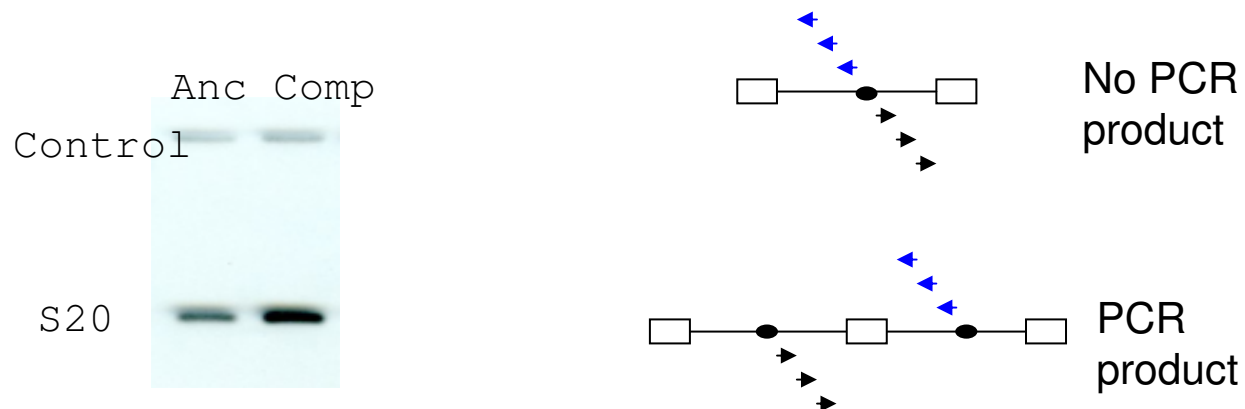 Anc Comp
Control
S20
No PCR
product
PCR
product